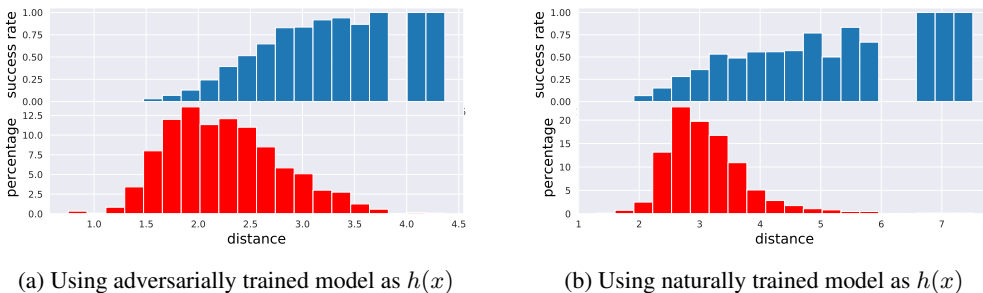 success rate
1.00
0.75
0.50
0.25
0.00
percentage
12.5
10.0
7.5
5.0
2.5
0.0
1.0 1.5 2.0 2.5 3.0 3.5 4.0 4.5
distance
(a) Using adversarially trained model as h(x)
success rate
1.00
0.75
0.50
0.25
0.00
percentage
20
15
10
5
0
1 2 3 4 5 6 7
distance
(b) Using naturally trained model as h(x)